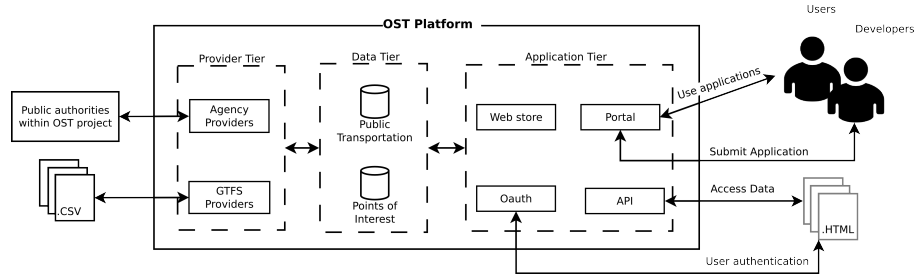 OST Platform
Users
Developers
Provider Tier
Data Tier
Application Tier
Public authorities
within OST project
Agency
Providers
Public
Transportation
Web store
Portal
Use applications
Submit Application
.CSV
GTFS
Providers
Points of
Interest
Oauth
API
Access Data
.HTML
User authentication